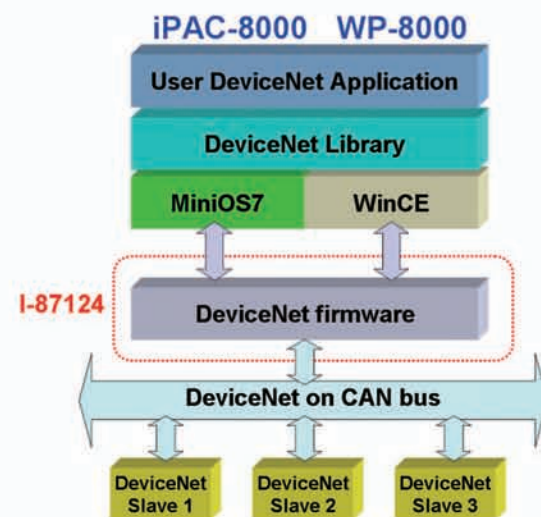 iPAC-8000 WP-8000
User DeviceNet Application
DeviceNet Library
MiniOS7 WinCE
I-87124
DeviceNet firmware
DeviceNet on CAN bus
DeviceNet Slave 1
DeviceNet Slave 2
DeviceNet Slave 3